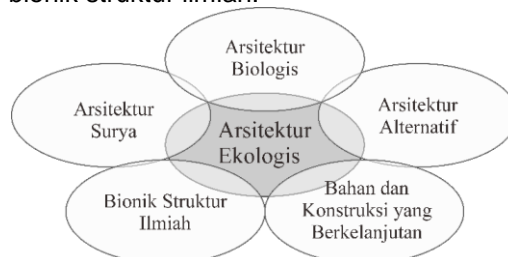 bionik struktur ilmiah.
Arsitektur
Biologis
Arsitektur
Surya
Arsitektur
Alternatif
Arsitektur
Ekologis
Bionik Struktur
Ilmiah
Bahan dan
Konstruksi yang
Berkelanjutan